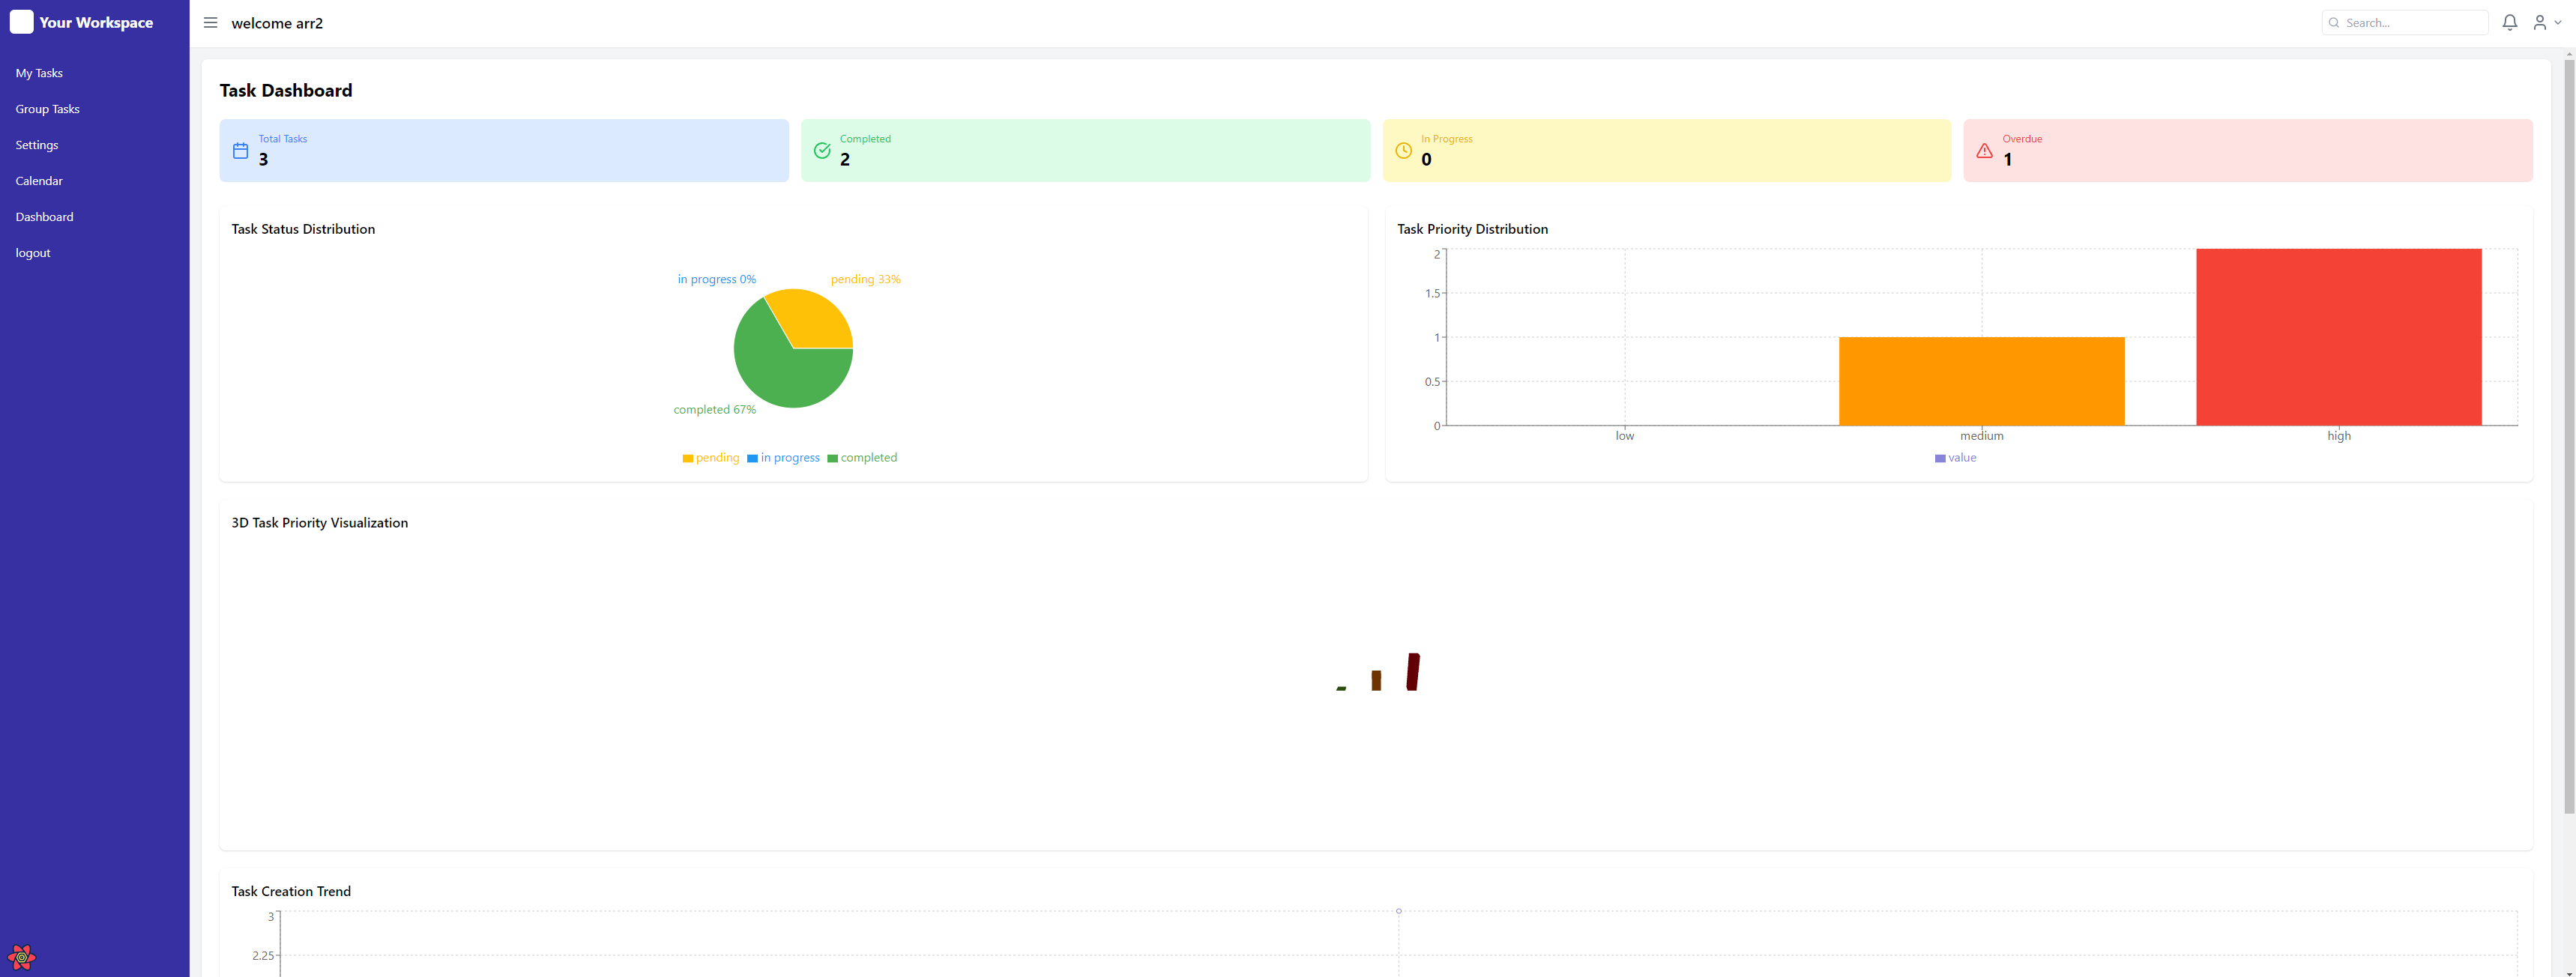 Your Workspace
welcome arr2
Search...
My Tasks
Group Tasks
Settings
Calendar
Dashboard
logout
Task Dashboard
Total Tasks
3
Completed
2
In Progress
0
Overdue
1
Task Status Distribution
in progress 0%
pending 33%
completed 67%
pending in progress completed
Task Priority Distribution
2
1.5
1
0.5
0
low medium high
value
3D Task Priority Visualization
Task Creation Trend
3
2.25